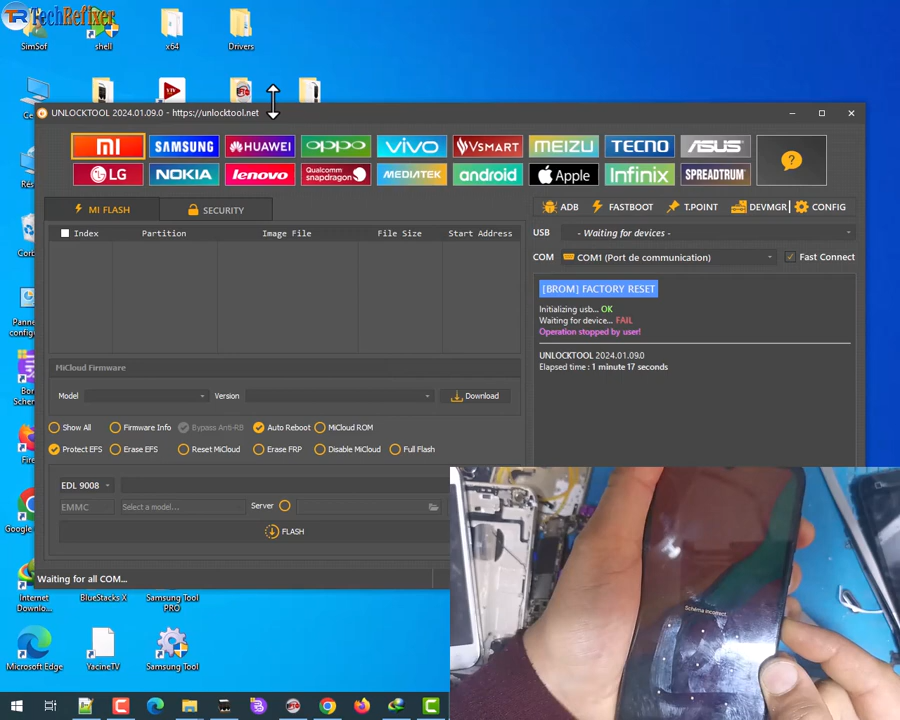 TR TechRefixer
SimSof
shell
x64
Drivers
UNLOCKTOOL 2024.01.09.0 - https://unlocktool.net
MI
SAMSUNG
HUAWEI
OPPO
VIVO
VSMART
MEIZU
TECNO
ASUS
?
LG
NOKIA
lenovo
Qualcomm snapdragon
MEDIATEK
android
Apple
Infinix
SPREADTRUM
MI FLASH
SECURITY
ADB
FASTBOOT
T.POINT
DEVMGR
CONFIG
Index
Partition
Image File
File Size
Start Address
USB
- Waiting for devices -
COM
COM1 (Port de communication)
Fast Connect
[BROM] FACTORY RESET
Initializing usb... OK
Waiting for device... FAIL
Operation stopped by user!
UNLOCKTOOL 2024.01.09.0
Elapsed time : 1 minute 17 seconds
MiCloud Firmware
Model
Version
Download
Show All
Firmware Info
Bypass Anti-RB
Auto Reboot
MiCloud ROM
Protect EFS
Erase EFS
Reset MiCloud
Erase FRP
Disable MiCloud
Full Flash
EDL 9008
EMMC
Select a model...
Server
FLASH
Waiting for all COM...
Internet
Downlo...
BlueStacks X
Samsung Tool
PRO
Microsoft Edge
YacineTV
Samsung Tool
Schéma incorrect